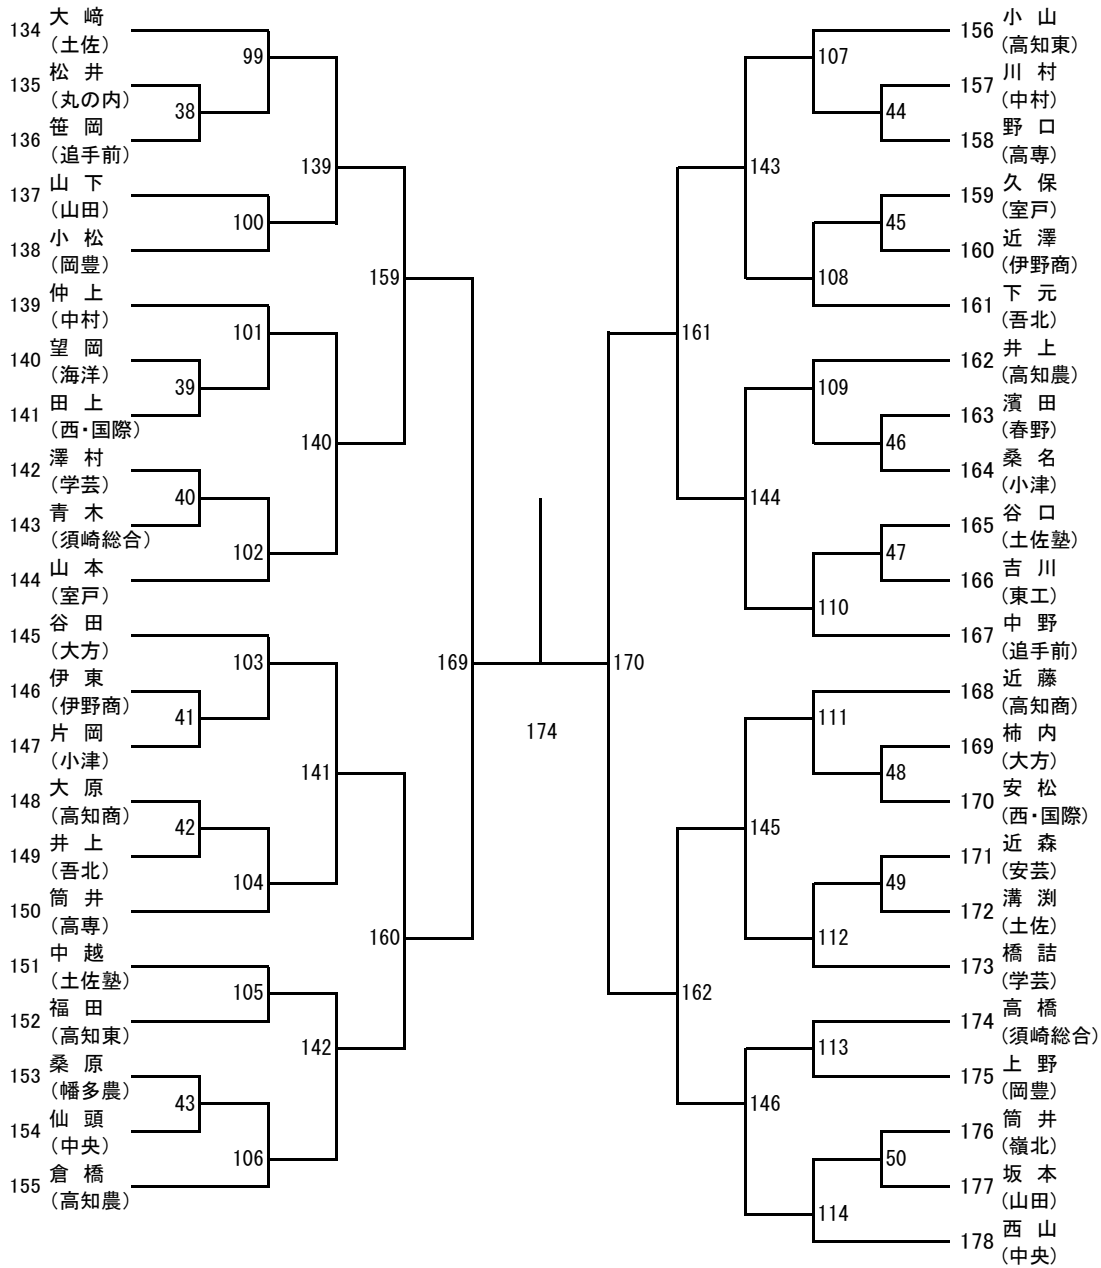 134 大 﨑
(土佐)
135 松 井
(丸の内)
136 笹 岡
(追手前)
137 山 下
(山田)
138 小 松
(岡豊)
139 仲 上
(中村)
140 望 岡
(海洋)
141 田 上
(西・国際)
142 澤 村
(学芸)
143 青 木
(須崎総合)
144 山 本
(室戸)
145 谷 田
(大方)
146 伊 東
(伊野商)
147 片 岡
(小津)
148 大 原
(高知商)
149 井 上
(吾北)
150 筒 井
(高専)
151 中 越
(土佐塾)
152 福 田
(高知東)
153 桑 原
(幡多農)
154 仙 頭
(中央)
155 倉 橋
(高知農)
38
39
40
41
42
43
99
100
101
102
103
104
105
106
139
140
141
142
159
160
169
174
170
161
162
143
144
145
146
107
108
109
110
111
112
113
114
44
45
46
47
48
49
50
156 小 山
(高知東)
157 川 村
(中村)
158 野 口
(高専)
159 久 保
(室戸)
160 近 澤
(伊野商)
161 下 元
(吾北)
162 井 上
(高知農)
163 濱 田
(春野)
164 桑 名
(小津)
165 谷 口
(土佐塾)
166 吉 川
(東工)
167 中 野
(追手前)
168 近 藤
(高知商)
169 柿 内
(大方)
170 安 松
(西・国際)
171 近 森
(安芸)
172 溝 渕
(土佐)
173 橋 詰
(学芸)
174 高 橋
(須崎総合)
175 上 野
(岡豊)
176 筒 井
(嶺北)
177 坂 本
(山田)
178 西 山
(中央)